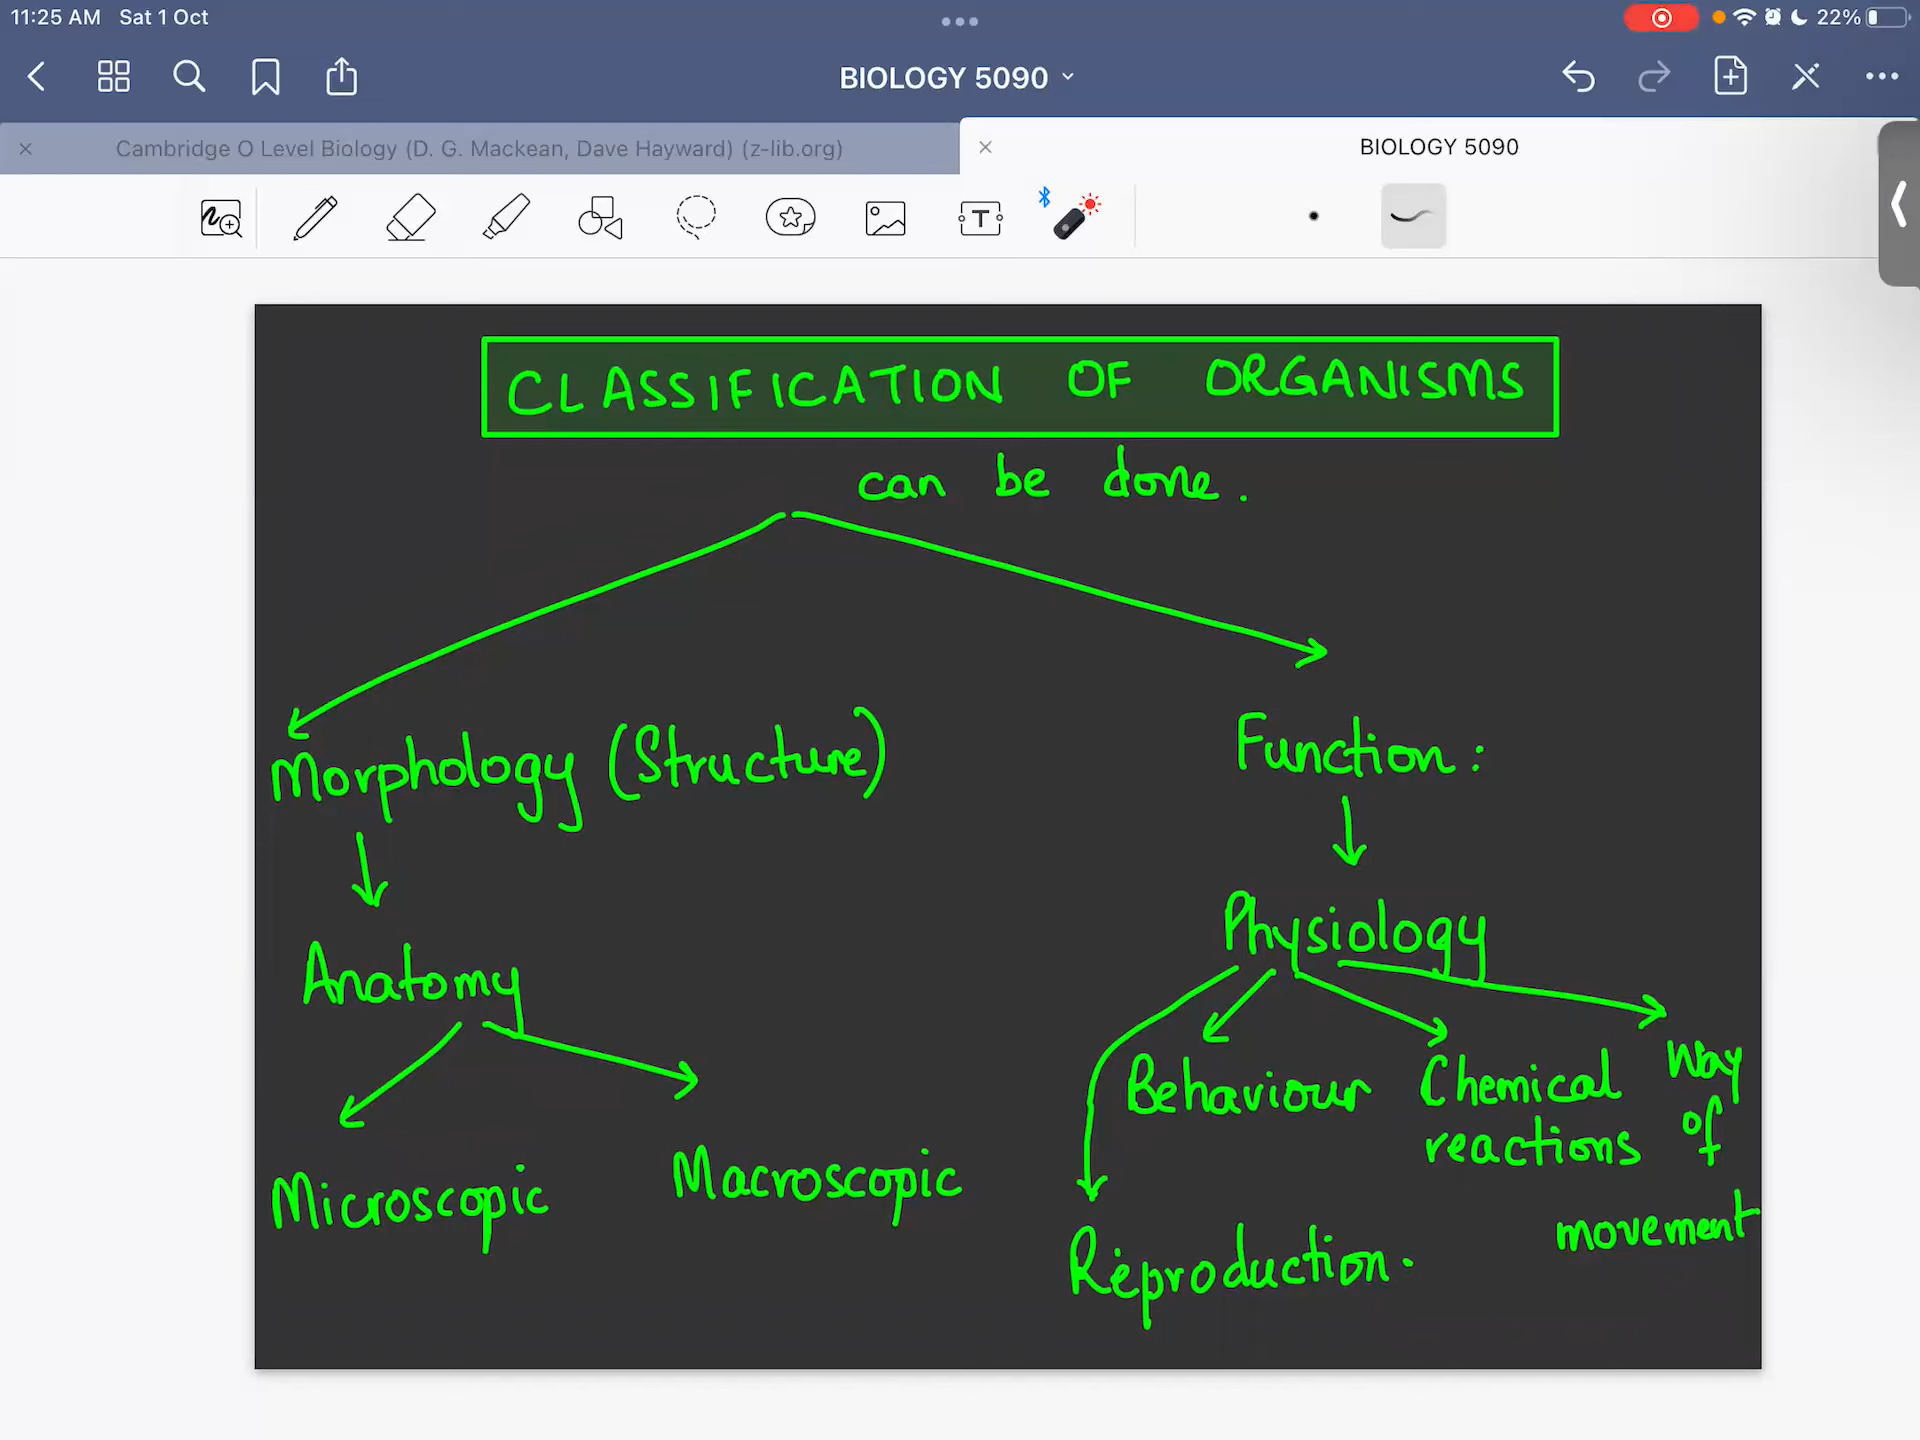 11:25 AM Sat 1 Oct
22%
BIOLOGY 5090
Cambridge O Level Biology (D. G. Mackean, Dave Hayward) (z-lib.org)
BIOLOGY 5090
T
CLASSIFICATION OF ORGANISMS
can be done.
Morphology (Structure)
Function:
Anatomy
Physiology
Microscopic
Macroscopic
Behaviour
Chemical
reactions
Way
of
movement
Reproduction.